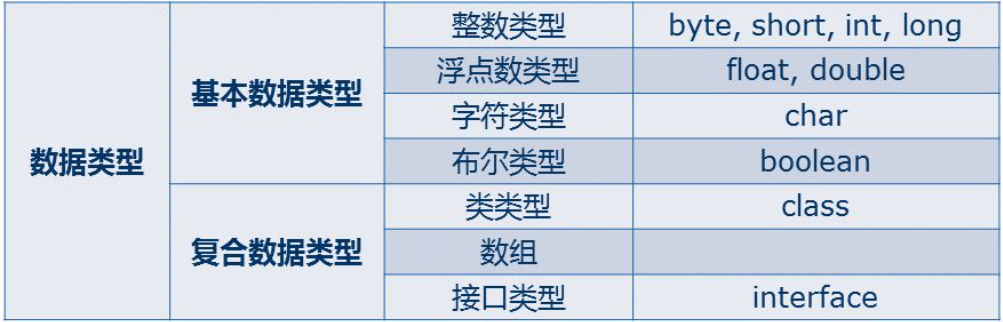 数据类型
基本数据类型
整数类型 byte, short, int, long
浮点数类型 float, double
字符类型 char
布尔类型 boolean
复合数据类型
类类型 class
数组
接口类型 interface